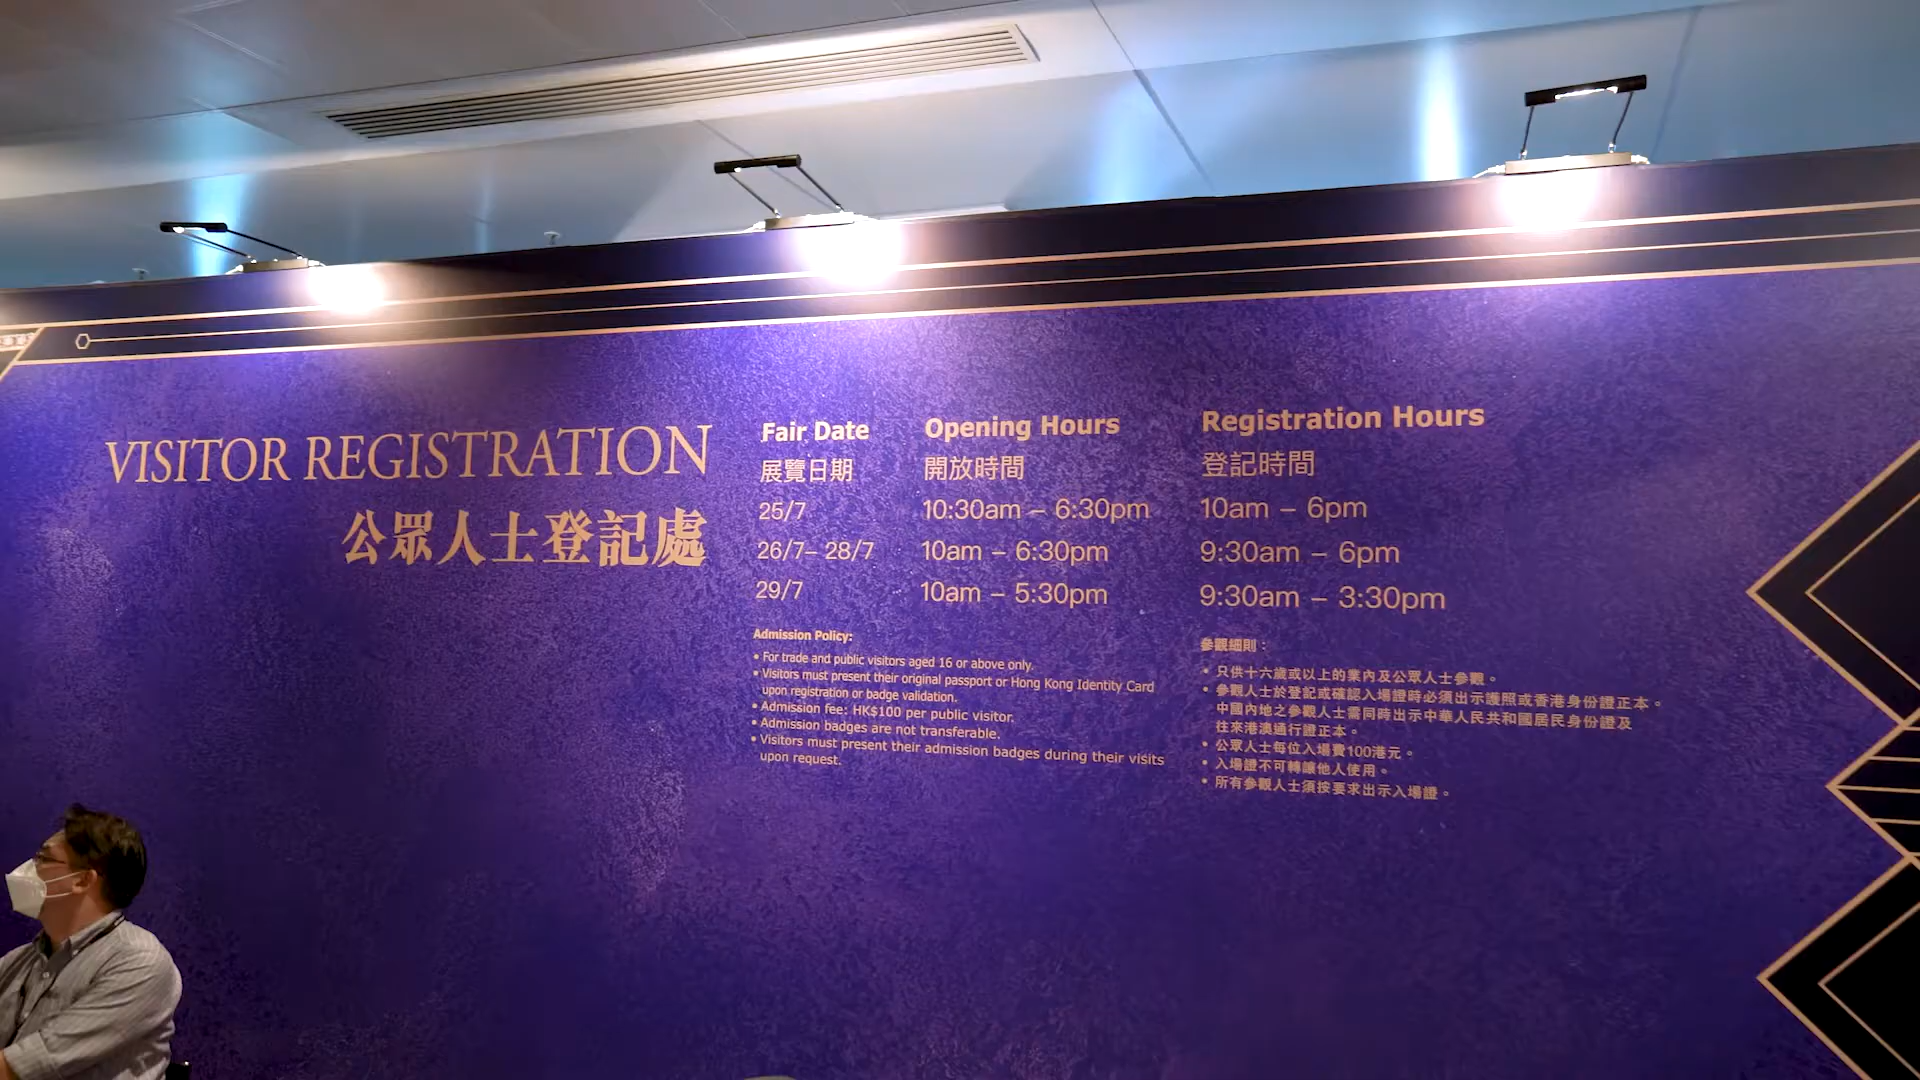 VISITOR REGISTRATION
公眾人士登記處
Fair Date
展覽日期
25/7
26/7– 28/7
29/7
Opening Hours
開放時間
10:30am – 6:30pm
10am – 6:30pm
10am – 5:30pm
Registration Hours
登記時間
10am – 6pm
9:30am – 6pm
9:30am – 3:30pm
Admission Policy:
• For trade and public visitors aged 16 or above only.
• Visitors must present their original passport or Hong Kong Identity Card
upon registration or badge validation.
• Admission fee: HK$100 per public visitor.
• Admission badges are not transferable.
• Visitors must present their admission badges during their visits
upon request.
參觀細則：
• 只供十六歲或以上的業內及公眾人士參觀。
• 參觀人士於登記或確認入場證時必須出示護照或香港身份證正本。
中國內地之參觀人士需同時出示中華人民共和國居民身份證及
往來港澳通行證正本。
• 公眾人士每位入場費100港元。
• 入場證不可轉讓他人使用。
• 所有參觀人士須按要求出示入場證。